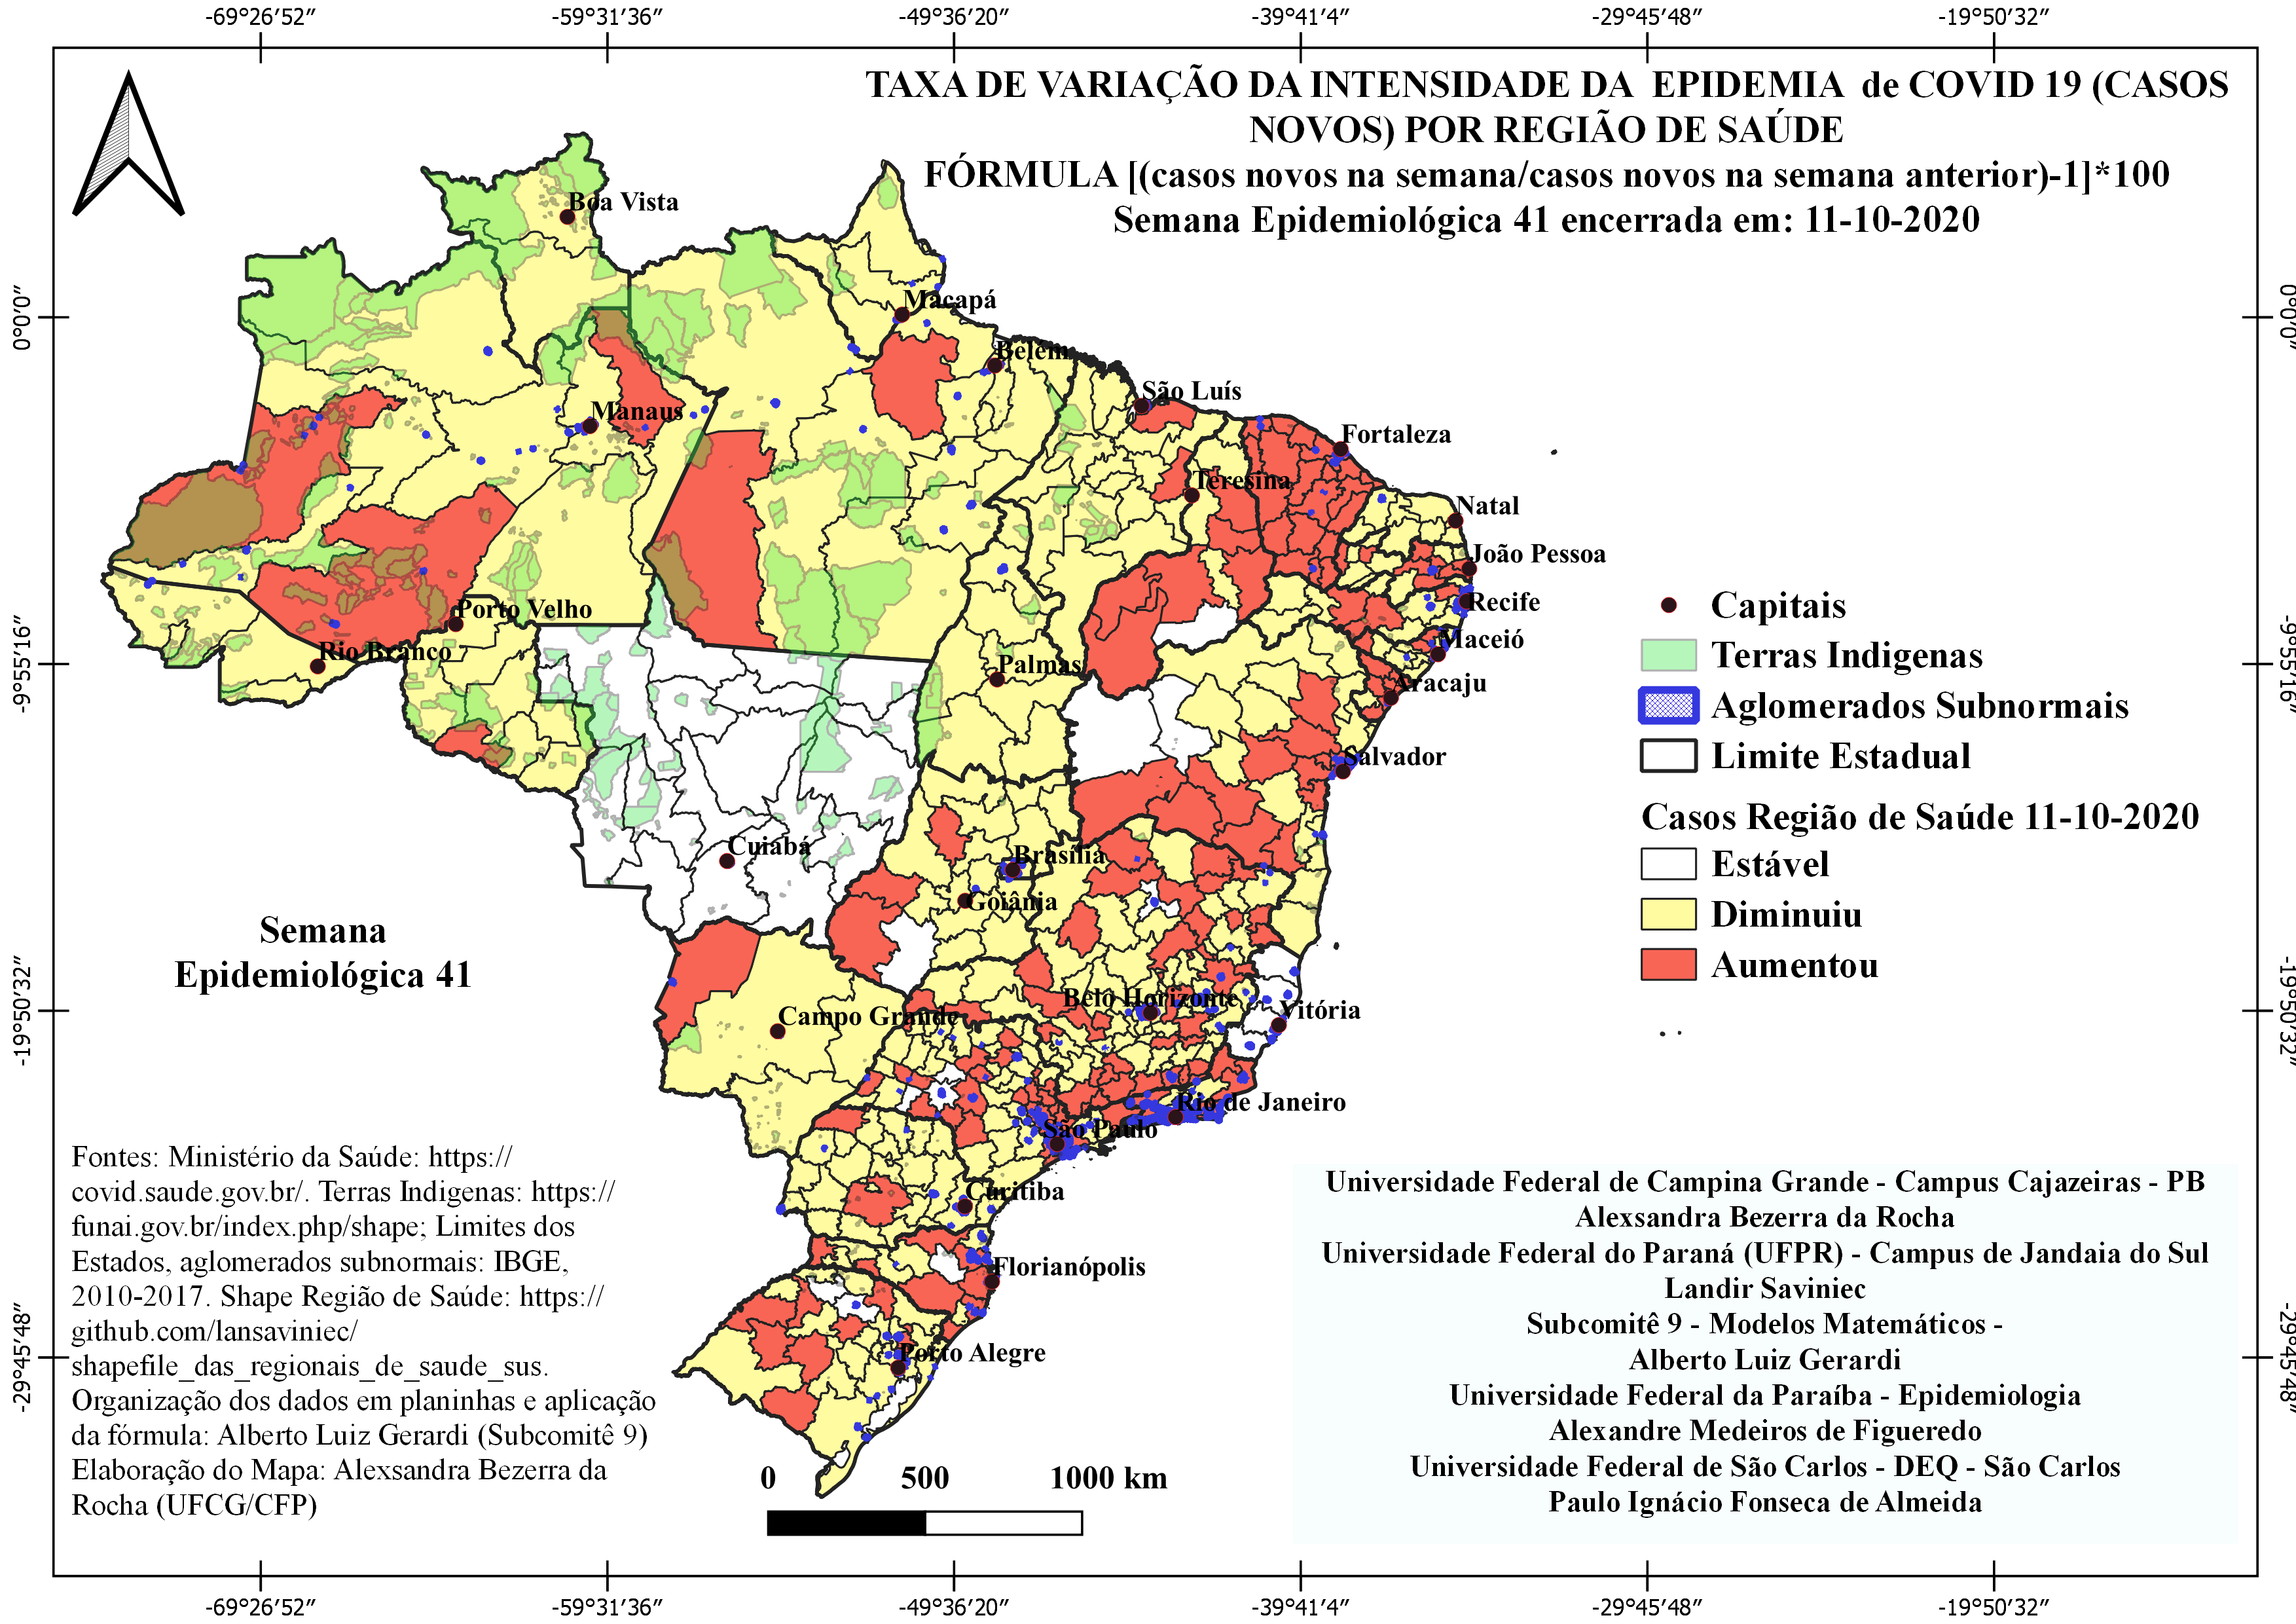 -69°26′52″ -59°31′36″ -49°36′20″ -39°41′4″ -29°45′48″ -19°50′32″
TAXA DE VARIAÇÃO DA INTENSIDADE DA EPIDEMIA de COVID 19 (CASOS
NOVOS) POR REGIÃO DE SAÚDE
FÓRMULA [(casos novos na semana/casos novos na semana anterior)-1]*100
Semana Epidemiológica 41 encerrada em: 11-10-2020
0°0′0″
-9°55′16″
-19°50′32″
-29°45′48″
0°0′0″
-9°55′16″
-19°50′32″
-29°45′48″
Boa Vista
Macapá
Belém
São Luís
Manaus
Fortaleza
Teresina
Natal
João Pessoa
Porto Velho
Recife
Rio Branco
Maceió
Palmas
Aracaju
Salvador
Cuiabá
Brasília
Goiânia
Belo Horizonte
Vitória
Campo Grande
Rio de Janeiro
São Paulo
Curitiba
Florianópolis
Porto Alegre
Capitais
Terras Indigenas
Aglomerados Subnormais
Limite Estadual
Casos Região de Saúde 11-10-2020
Estável
Diminuiu
Aumentou
Semana
Epidemiológica 41
Fontes: Ministério da Saúde: https://
covid.saude.gov.br/. Terras Indigenas: https://
funai.gov.br/index.php/shape; Limites dos
Estados, aglomerados subnormais: IBGE,
2010-2017. Shape Região de Saúde: https://
github.com/lansaviniec/
shapefile_das_regionais_de_saude_sus.
Organização dos dados em planinhas e aplicação
da fórmula: Alberto Luiz Gerardi (Subcomitê 9)
Elaboração do Mapa: Alexsandra Bezerra da
Rocha (UFCG/CFP)
0 500 1000 km
Universidade Federal de Campina Grande - Campus Cajazeiras - PB
Alexsandra Bezerra da Rocha
Universidade Federal do Paraná (UFPR) - Campus de Jandaia do Sul
Landir Saviniec
Subcomitê 9 - Modelos Matemáticos -
Alberto Luiz Gerardi
Universidade Federal da Paraíba - Epidemiologia
Alexandre Medeiros de Figueredo
Universidade Federal de São Carlos - DEQ - São Carlos
Paulo Ignácio Fonseca de Almeida
-69°26′52″ -59°31′36″ -49°36′20″ -39°41′4″ -29°45′48″ -19°50′32″